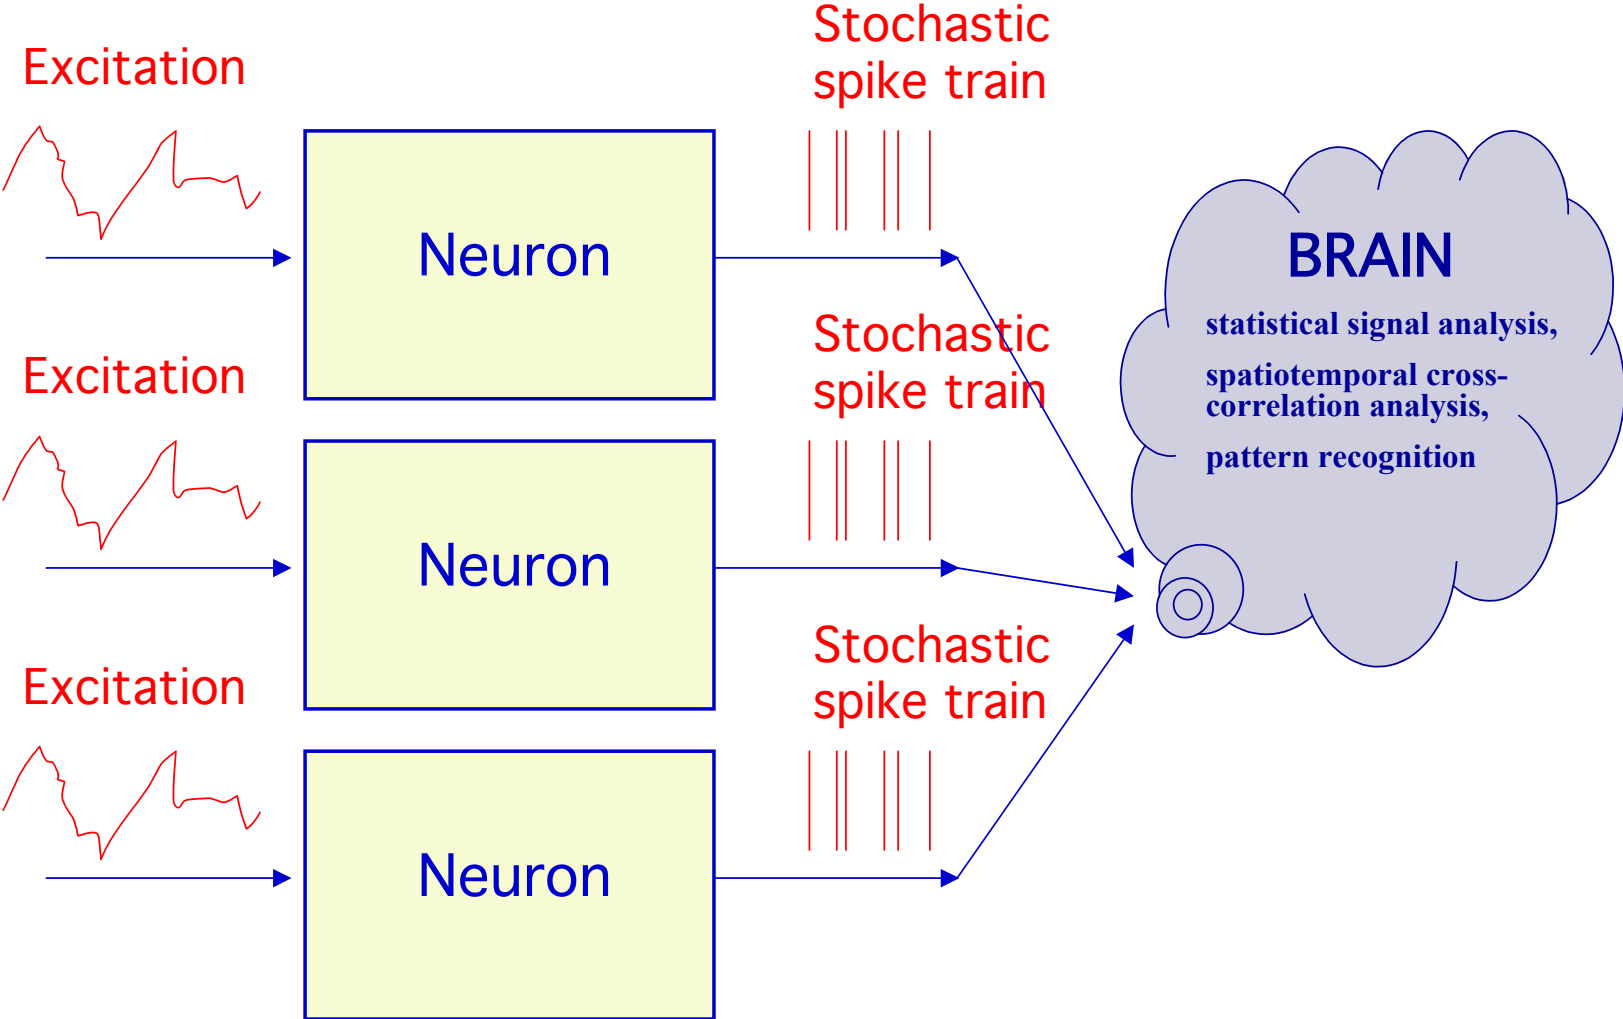 Excitation
Stochastic
spike train
Neuron
Excitation
Stochastic
spike train
Neuron
Excitation
Stochastic
spike train
Neuron
BRAIN
statistical signal analysis,
spatiotemporal cross-
correlation analysis,
pattern recognition